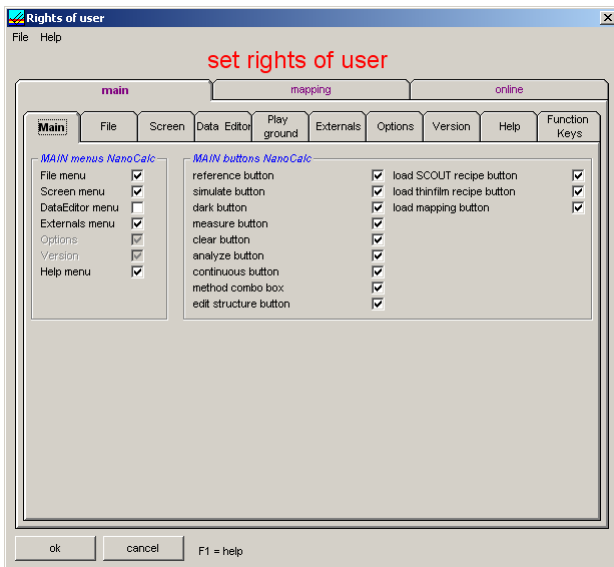 Rights of user
File Help
set rights of user
main mapping online
Main File Screen Data Editor Play ground Externals Options Version Help Function Keys
MAIN menus NanoCalc
File menu
Screen menu
DataEditor menu
Externals menu
Options
Version
Help menu
MAIN buttons NanoCalc
reference button
simulate button
dark button
measure button
clear button
analyze button
continuous button
method combo box
edit structure button
load SCOUT recipe button
load thinfilm recipe button
load mapping button
ok cancel F1 = help